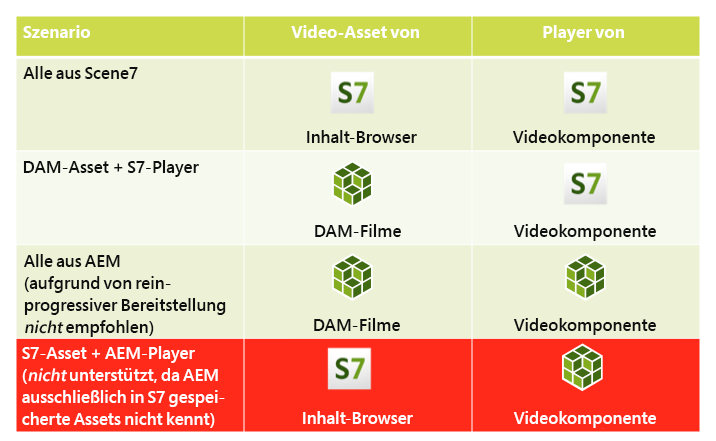 Szenario Video-Asset von Player von
Alle aus Scene7
S7 S7
Inhalt-Browser Videokomponente
DAM-Asset + S7-Player
S7
DAM-Filme Videokomponente
Alle aus AEM
(aufgrund von rein-
progressiver Bereitstellung
nicht empfohlen)
DAM-Filme Videokomponente
S7-Asset + AEM-Player
(nicht unterstützt, da AEM
ausschließlich in S7 gespei-
cherte Assets nicht kennt)
S7
Inhalt-Browser Videokomponente